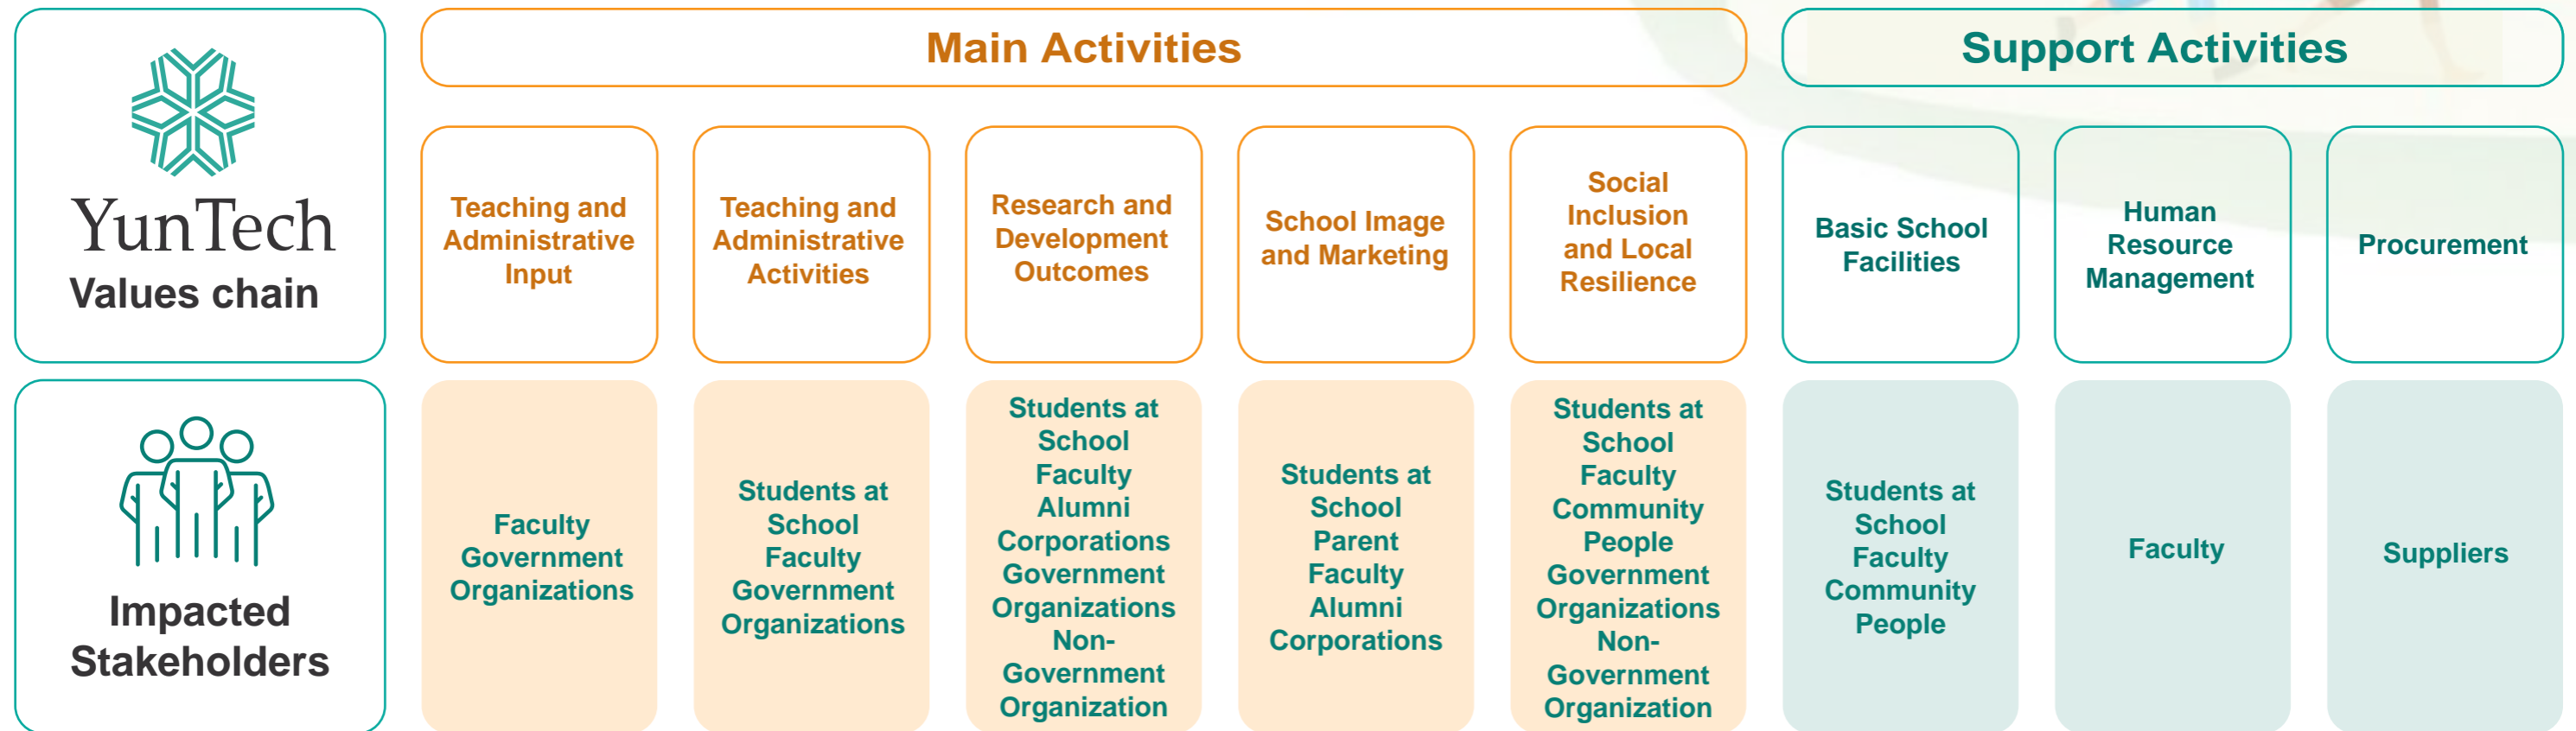 YunTech
Values chain
Main Activities
Support Activities
Teaching and
Administrative
Input
Teaching and
Administrative
Activities
Research and
Development
Outcomes
School Image
and Marketing
Social
Inclusion
and Local
Resilience
Basic School
Facilities
Human
Resource
Management
Procurement
Impacted
Stakeholders
Faculty
Government
Organizations
Students at
School
Faculty
Government
Organizations
Students at
School
Faculty
Alumni
Corporations
Government
Organizations
Non-
Government
Organization
Students at
School
Parent
Faculty
Alumni
Corporations
Students at
School
Faculty
Community
People
Government
Organizations
Non-
Government
Organization
Students at
School
Faculty
Community
People
Faculty
Suppliers